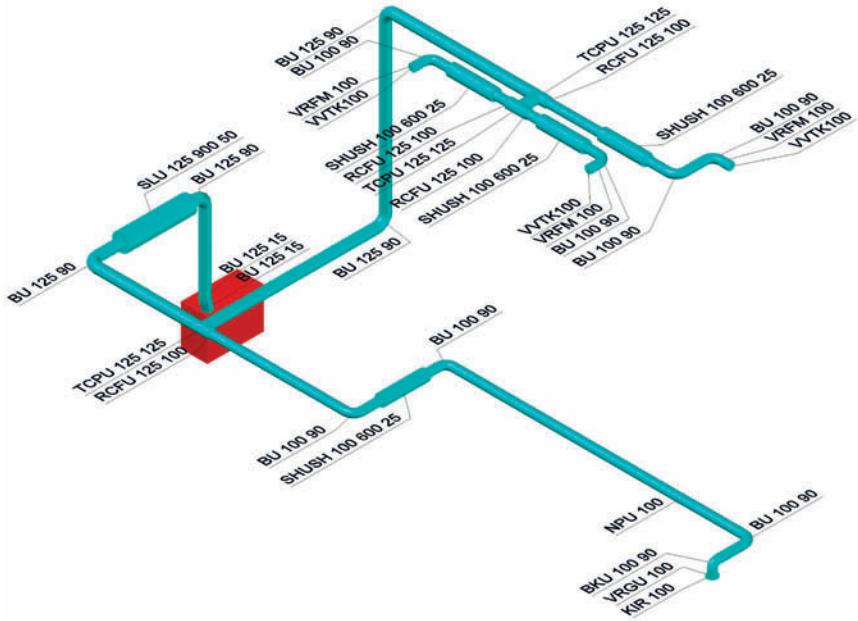 BU 125 90
BU 100 90
TCPU 125 125
RCFU 125 100
VRFM 100
VVTK100
SHUSH 100 600 25
RCFU 125 100
TCPU 125 125
RCFU 125 100
SHUSH 100 600 25
SHUSH 100 600 25
BU 100 90
VRFM 100
VVTK100
VVTK100
VRFM 100
BU 100 90
BU 100 90
SLU 125 900 50
BU 125 90
BU 125 90
BU 125 15
BU 125 15
BU 125 90
TCPU 125 125
RCFU 125 100
BU 100 90
BU 100 90
SHUSH 100 600 25
NPU 100
BU 100 90
BKU 100 90
VRGU 100
KIR 100